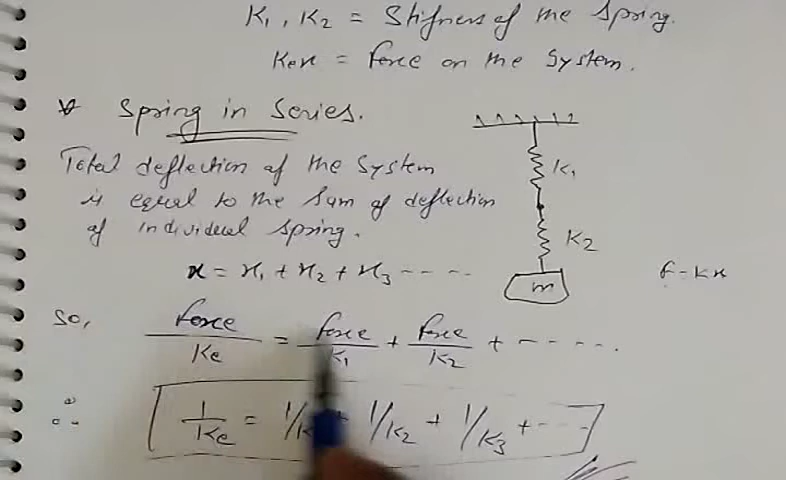 K1, K2 = Stiffness of the Spring.
Kex = force on the System.
* Spring in Series.
Total deflection of the System
is equal to the sum of deflection
of individual Spring.
K1
K2
m
x = x1 + x2 + x3 -----
F = kx
So, force/Ke = force/K1 + force/K2 + -----.
∴ 1/Ke = 1/K + 1/K2 + 1/K3 + ---